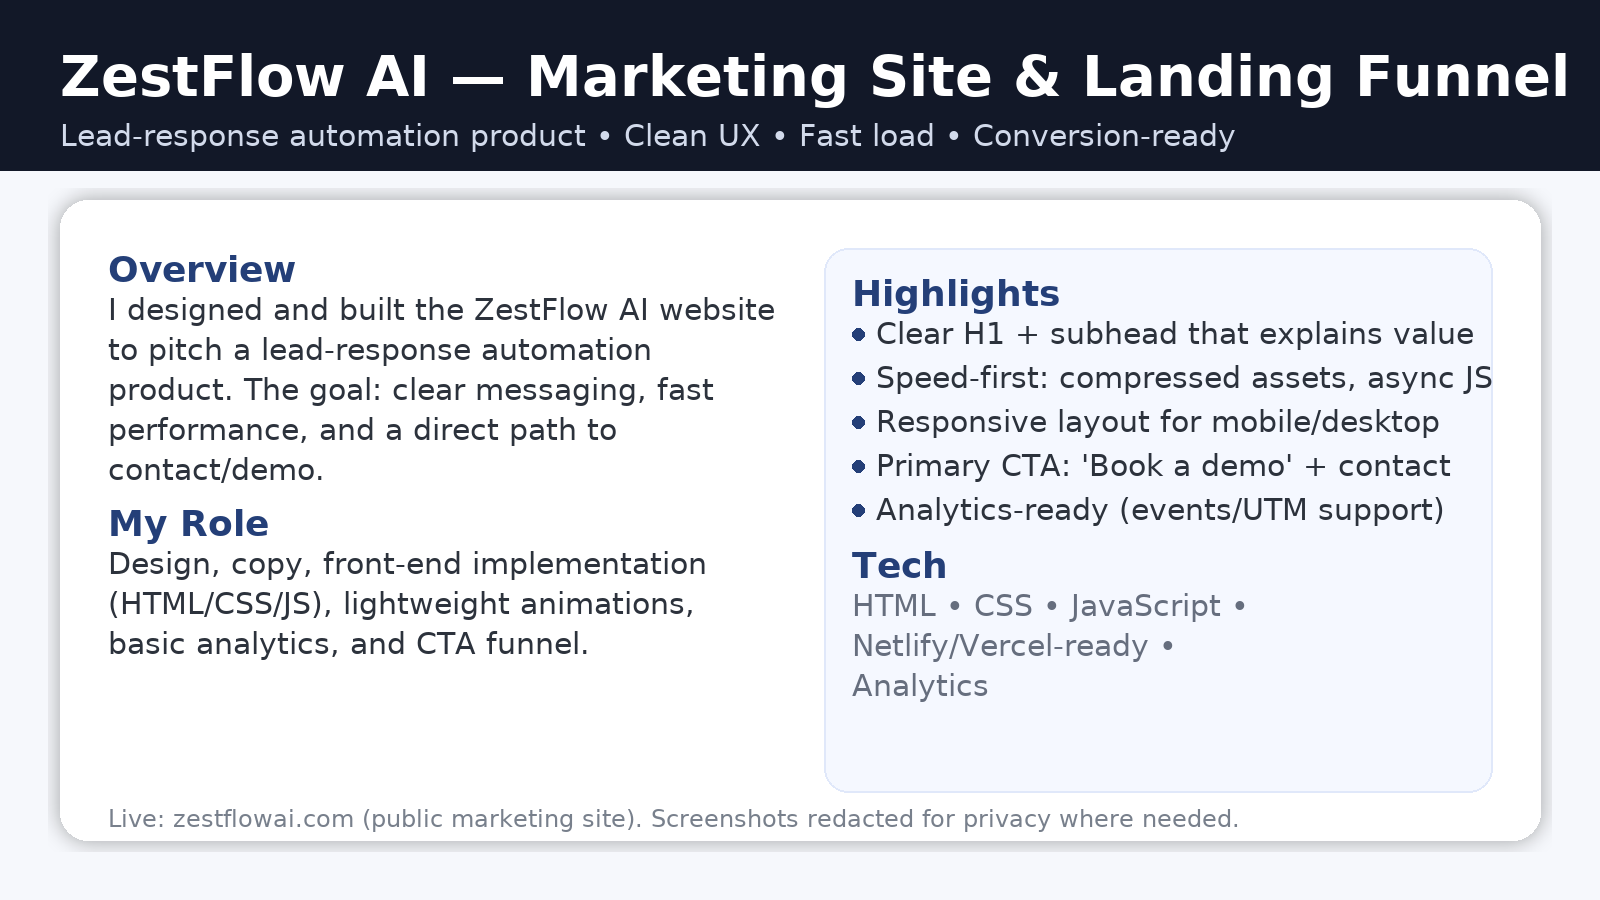 ZestFlow AI — Marketing Site & Landing Funnel
Lead-response automation product • Clean UX • Fast load • Conversion-ready
Overview
I designed and built the ZestFlow AI website
to pitch a lead-response automation
product. The goal: clear messaging, fast
performance, and a direct path to
contact/demo.
My Role
Design, copy, front-end implementation
(HTML/CSS/JS), lightweight animations,
basic analytics, and CTA funnel.
Highlights
• Clear H1 + subhead that explains value
• Speed-first: compressed assets, async JS
• Responsive layout for mobile/desktop
• Primary CTA: 'Book a demo' + contact
• Analytics-ready (events/UTM support)
Tech
HTML • CSS • JavaScript •
Netlify/Vercel-ready •
Analytics
Live: zestflowai.com (public marketing site). Screenshots redacted for privacy where needed.